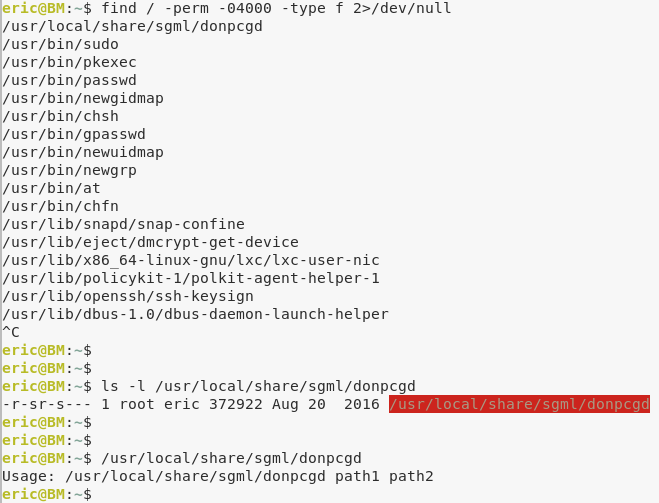 eric@BM:~$ find / -perm -04000 -type f 2>/dev/null
/usr/local/share/sgml/donpcgd
/usr/bin/sudo
/usr/bin/pkexec
/usr/bin/passwd
/usr/bin/newgidmap
/usr/bin/chsh
/usr/bin/gpasswd
/usr/bin/newuidmap
/usr/bin/newgrp
/usr/bin/at
/usr/bin/chfn
/usr/lib/snapd/snap-confine
/usr/lib/eject/dmcrypt-get-device
/usr/lib/x86_64-linux-gnu/lxc/lxc-user-nic
/usr/lib/policykit-1/polkit-agent-helper-1
/usr/lib/openssh/ssh-keysign
/usr/lib/dbus-1.0/dbus-daemon-launch-helper
^C
eric@BM:~$
eric@BM:~$
eric@BM:~$ ls -l /usr/local/share/sgml/donpcgd
-r-sr-s--- 1 root eric 372922 Aug 20  2016 /usr/local/share/sgml/donpcgd
eric@BM:~$
eric@BM:~$
eric@BM:~$ /usr/local/share/sgml/donpcgd
Usage: /usr/local/share/sgml/donpcgd path1 path2
eric@BM:~$